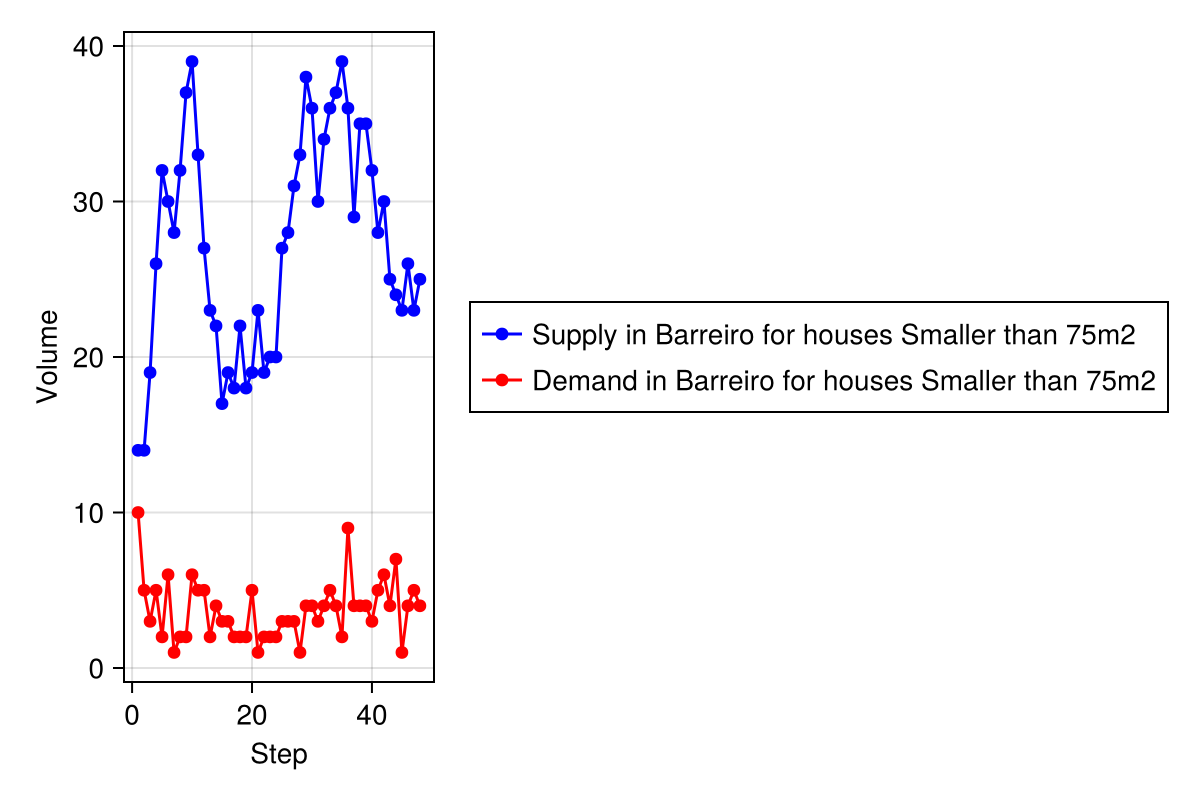 40
30
20
10
0
Volume
0 20 40
Step
Supply in Barreiro for houses Smaller than 75m2
Demand in Barreiro for houses Smaller than 75m2